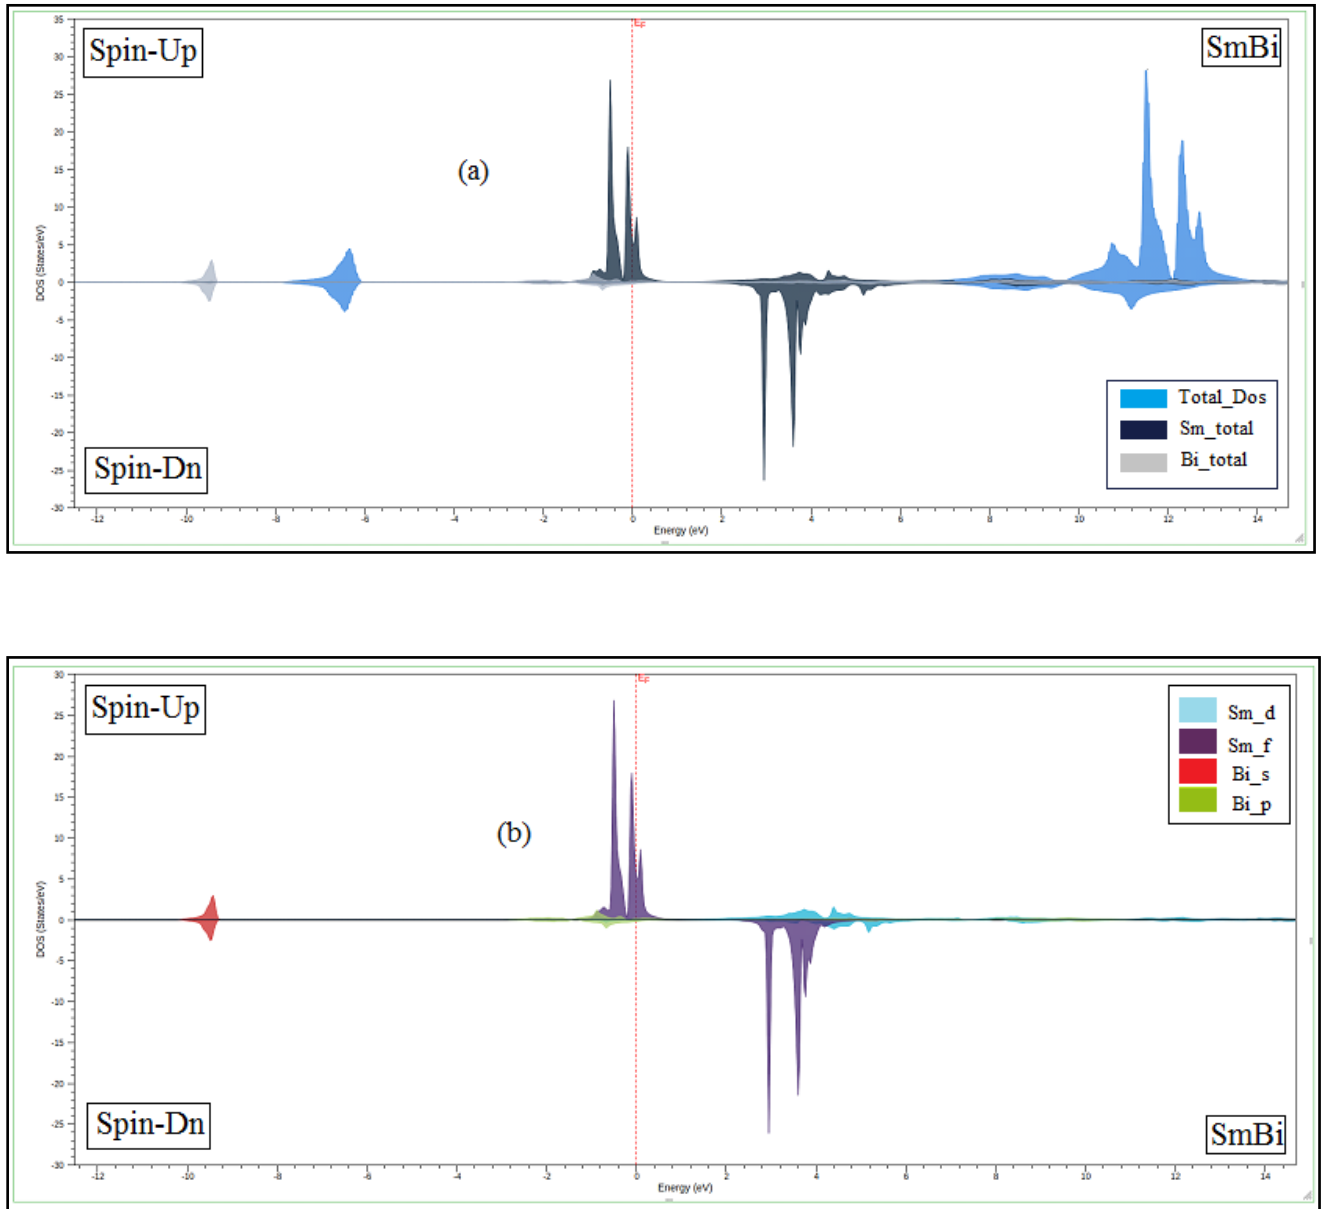 35
Spin-Up
EF
SmBi
30
25
20
(a)
15
10
5
0
DOS (States/eV)
-5
-10
-15
Total_Dos
-20
Sm_total
Spin-Dn
Bi_total
-25
-30
-12 -10 -8 -6 -4 -2 0 2 4 6 8 10 12 14
Energy (eV)
30
Spin-Up
EF
Sm_d
25
Sm_f
20
Bi_s
15
Bi_p
10
(b)
5
0
DOS (States/eV)
-5
-10
-15
-20
-25
Spin-Dn
SmBi
-30
-12 -10 -8 -6 -4 -2 0 2 4 6 8 10 12 14
Energy (eV)